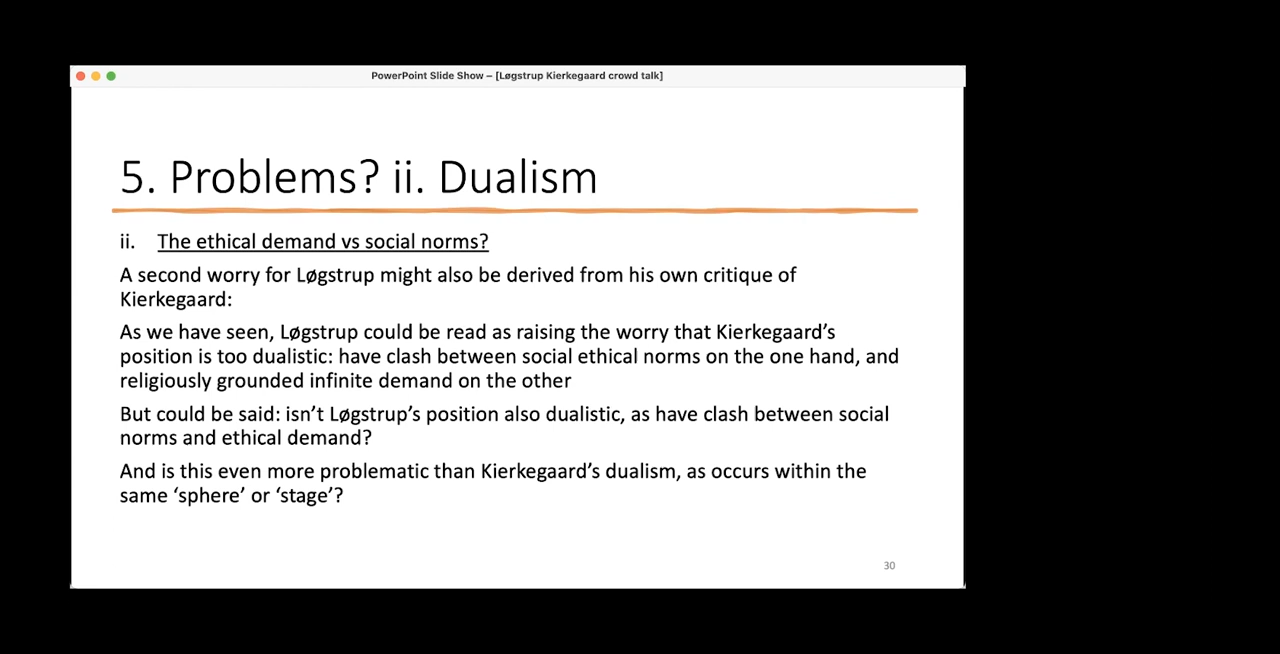 PowerPoint Slide Show – [Løgstrup Kierkegaard crowd talk]
5. Problems? ii. Dualism
ii. The ethical demand vs social norms?
A second worry for Løgstrup might also be derived from his own critique of
Kierkegaard:
As we have seen, Løgstrup could be read as raising the worry that Kierkegaard’s
position is too dualistic: have clash between social ethical norms on the one hand, and
religiously grounded infinite demand on the other
But could be said: isn’t Løgstrup’s position also dualistic, as have clash between social
norms and ethical demand?
And is this even more problematic than Kierkegaard’s dualism, as occurs within the
same ‘sphere’ or ‘stage’?
30